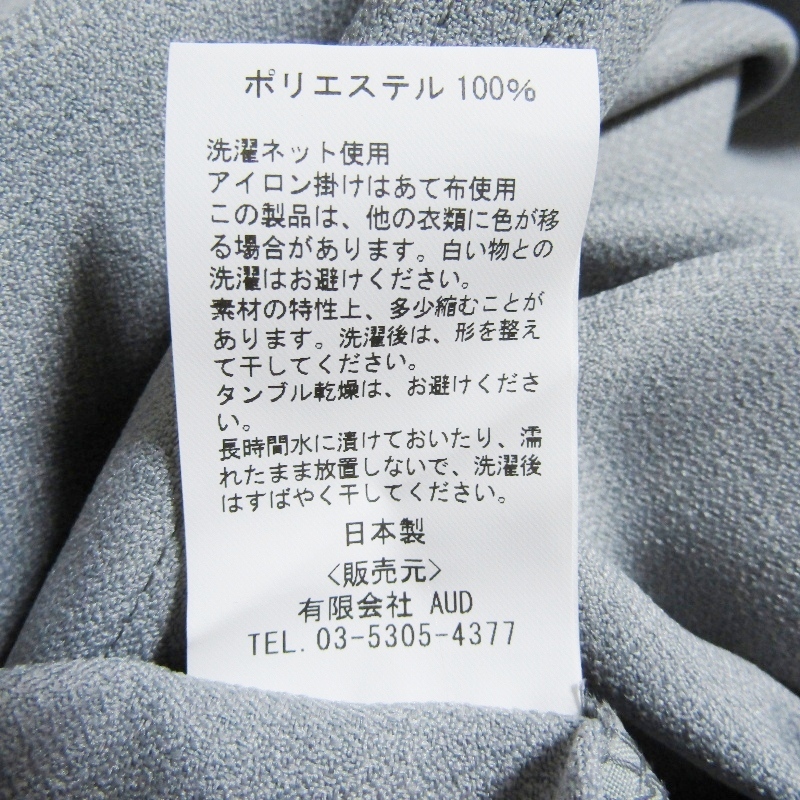 ポリエステル 100%
洗濯ネット使用
アイロン掛けはあて布使用
この製品は、他の衣類に色が移
る場合があります。白い物との
洗濯はお避けください。
素材の特性上、多少縮むことが
あります。洗濯後は、形を整え
て干してください。
タンブル乾燥は、お避けくださ
い。
長時間水に漬けておいたり、濡
れたまま放置しないで、洗濯後
はすばやく干してください。
日本製
<販売元>
有限会社 AUD
TEL. 03-5305-4377